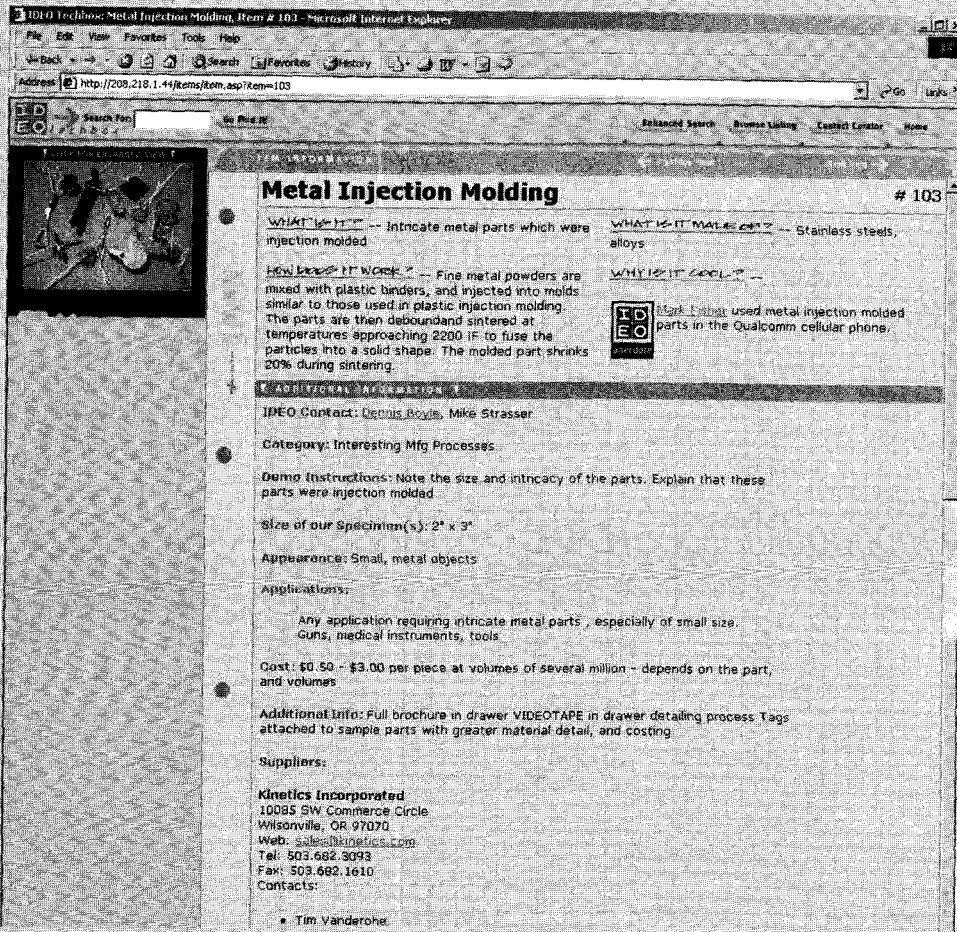 IDEO Techbox: Metal Injection Molding, Item # 103 - Microsoft Internet Explorer
File Edit View Favorites Tools Help
Back Search Favorites History
Address http://208.218.1.44/items/item.asp?item=103 Go Links
IDEO techbox Search For: Go Find It! Enhanced Search Browse Listing Contact Curator Home
ITEM INFORMATION
Metal Injection Molding # 103
WHAT IS IT? -- Intricate metal parts which were
injection molded
WHAT IS IT MADE OF? -- Stainless steels,
alloys
HOW DOES IT WORK? -- Fine metal powders are
mixed with plastic binders, and injected into molds
similar to those used in plastic injection molding.
The parts are then deboundand sintered at
temperatures approaching 2200 iF to fuse the
particles into a solid shape. The molded part shrinks
20% during sintering.
WHY IS IT COOL? --
IDEO
anecdote
Mark Fisher used metal injection molded
parts in the Qualcomm cellular phone.
ADDITIONAL INFORMATION
IDEO Contact: Dennis Boyle, Mike Strasser
Category: Interesting Mfg Processes
Demo Instructions: Note the size and intricacy of the parts. Explain that these
parts were injection molded
Size of our Specimen(s): 2" x 3"
Appearance: Small, metal objects
Applications:
Any application requiring intricate metal parts , especially of small size.
Guns, medical instruments, tools
Cost: $0.50 - $3.00 per piece at volumes of several million - depends on the part,
and volumes
Additional Info: Full brochure in drawer VIDEOTAPE in drawer detailing process Tags
attached to sample parts with greater material detail, and costing
Suppliers:
Kinetics Incorporated
10085 SW Commerce Circle
Wilsonville, OR 97070
Web: sales@kinetics.com
Tel: 503.682.3093
Fax: 503.682.1610
Contacts:
• Tim Vanderohe